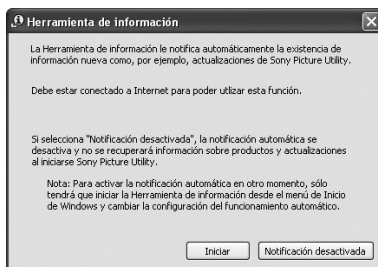 Herramienta de información
La Herramienta de información le notifica automáticamente la existencia de
información nueva como, por ejemplo, actualizaciones de Sony Picture Utility.
Debe estar conectado a Internet para poder utlizar esta función.
Si selecciona "Notificación desactivada", la notificación automática se
desactiva y no se recuperará información sobre productos y actualizaciones
al iniciarse Sony Picture Utility.
Nota: Para activar la notificación automática en otro momento, sólo
tendrá que iniciar la Herramienta de información desde el menú de Inicio
de Windows y cambiar la configuración del funcionamiento automático.
Iniciar
Notificación desactivada